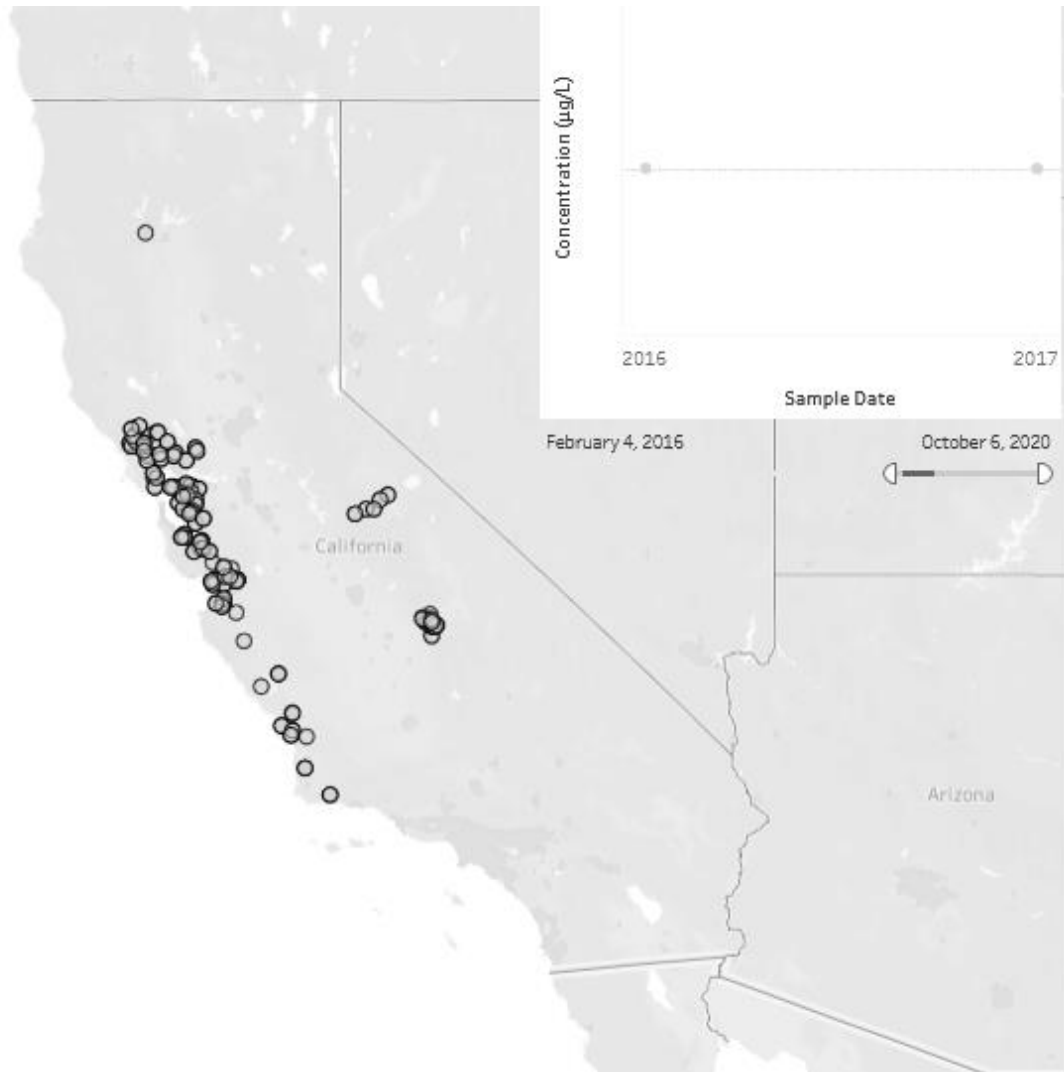 Concentration (µg/L)
2016
2017
Sample Date
February 4, 2016
October 6, 2020
California
Arizona